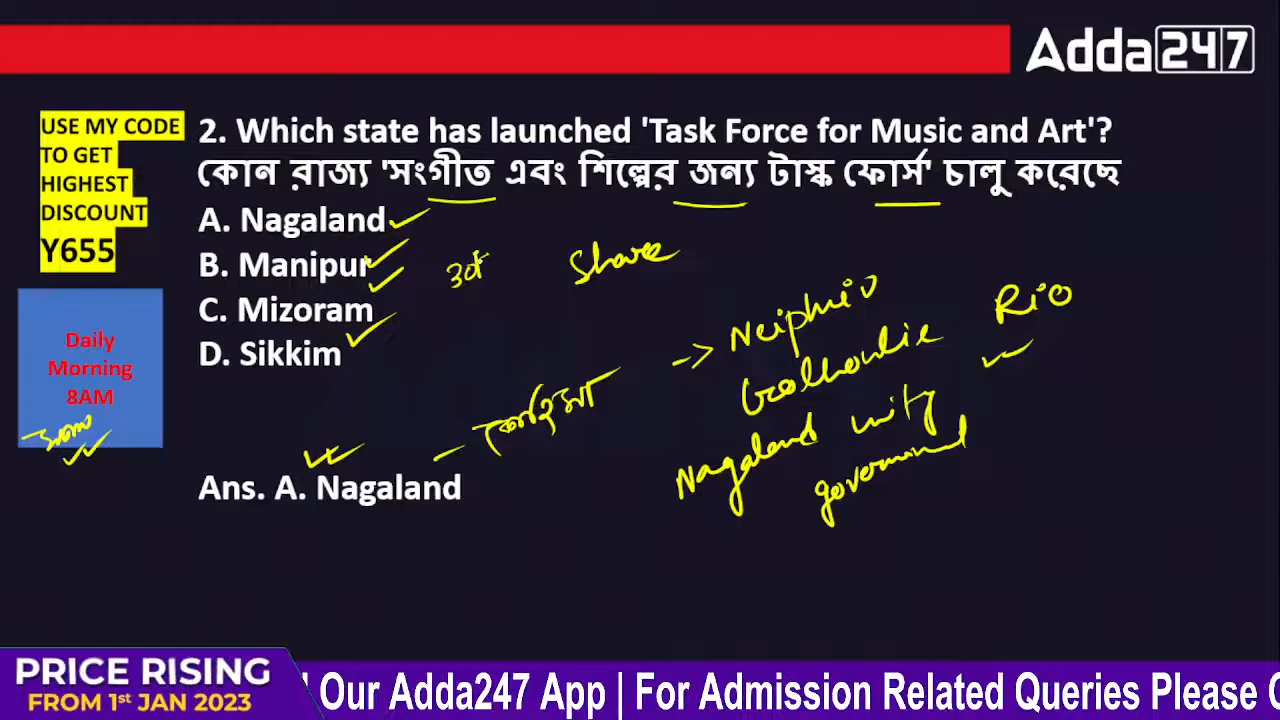 Adda247
USE MY CODE
TO GET
HIGHEST
DISCOUNT
Y655
2. Which state has launched 'Task Force for Music and Art'?
কোন রাজ্য 'সংগীত এবং শিল্পের জন্য টাস্ক ফোর্স' চালু করেছে
A. Nagaland
B. Manipur
C. Mizoram
D. Sikkim
Share
Daily
Morning
8AM
Neiphiu Rio
Nagaland unity
government
কোহিমা
Ans. A. Nagaland
PRICE RISING
FROM 1st JAN 2023
Our Adda247 App | For Admission Related Queries Please